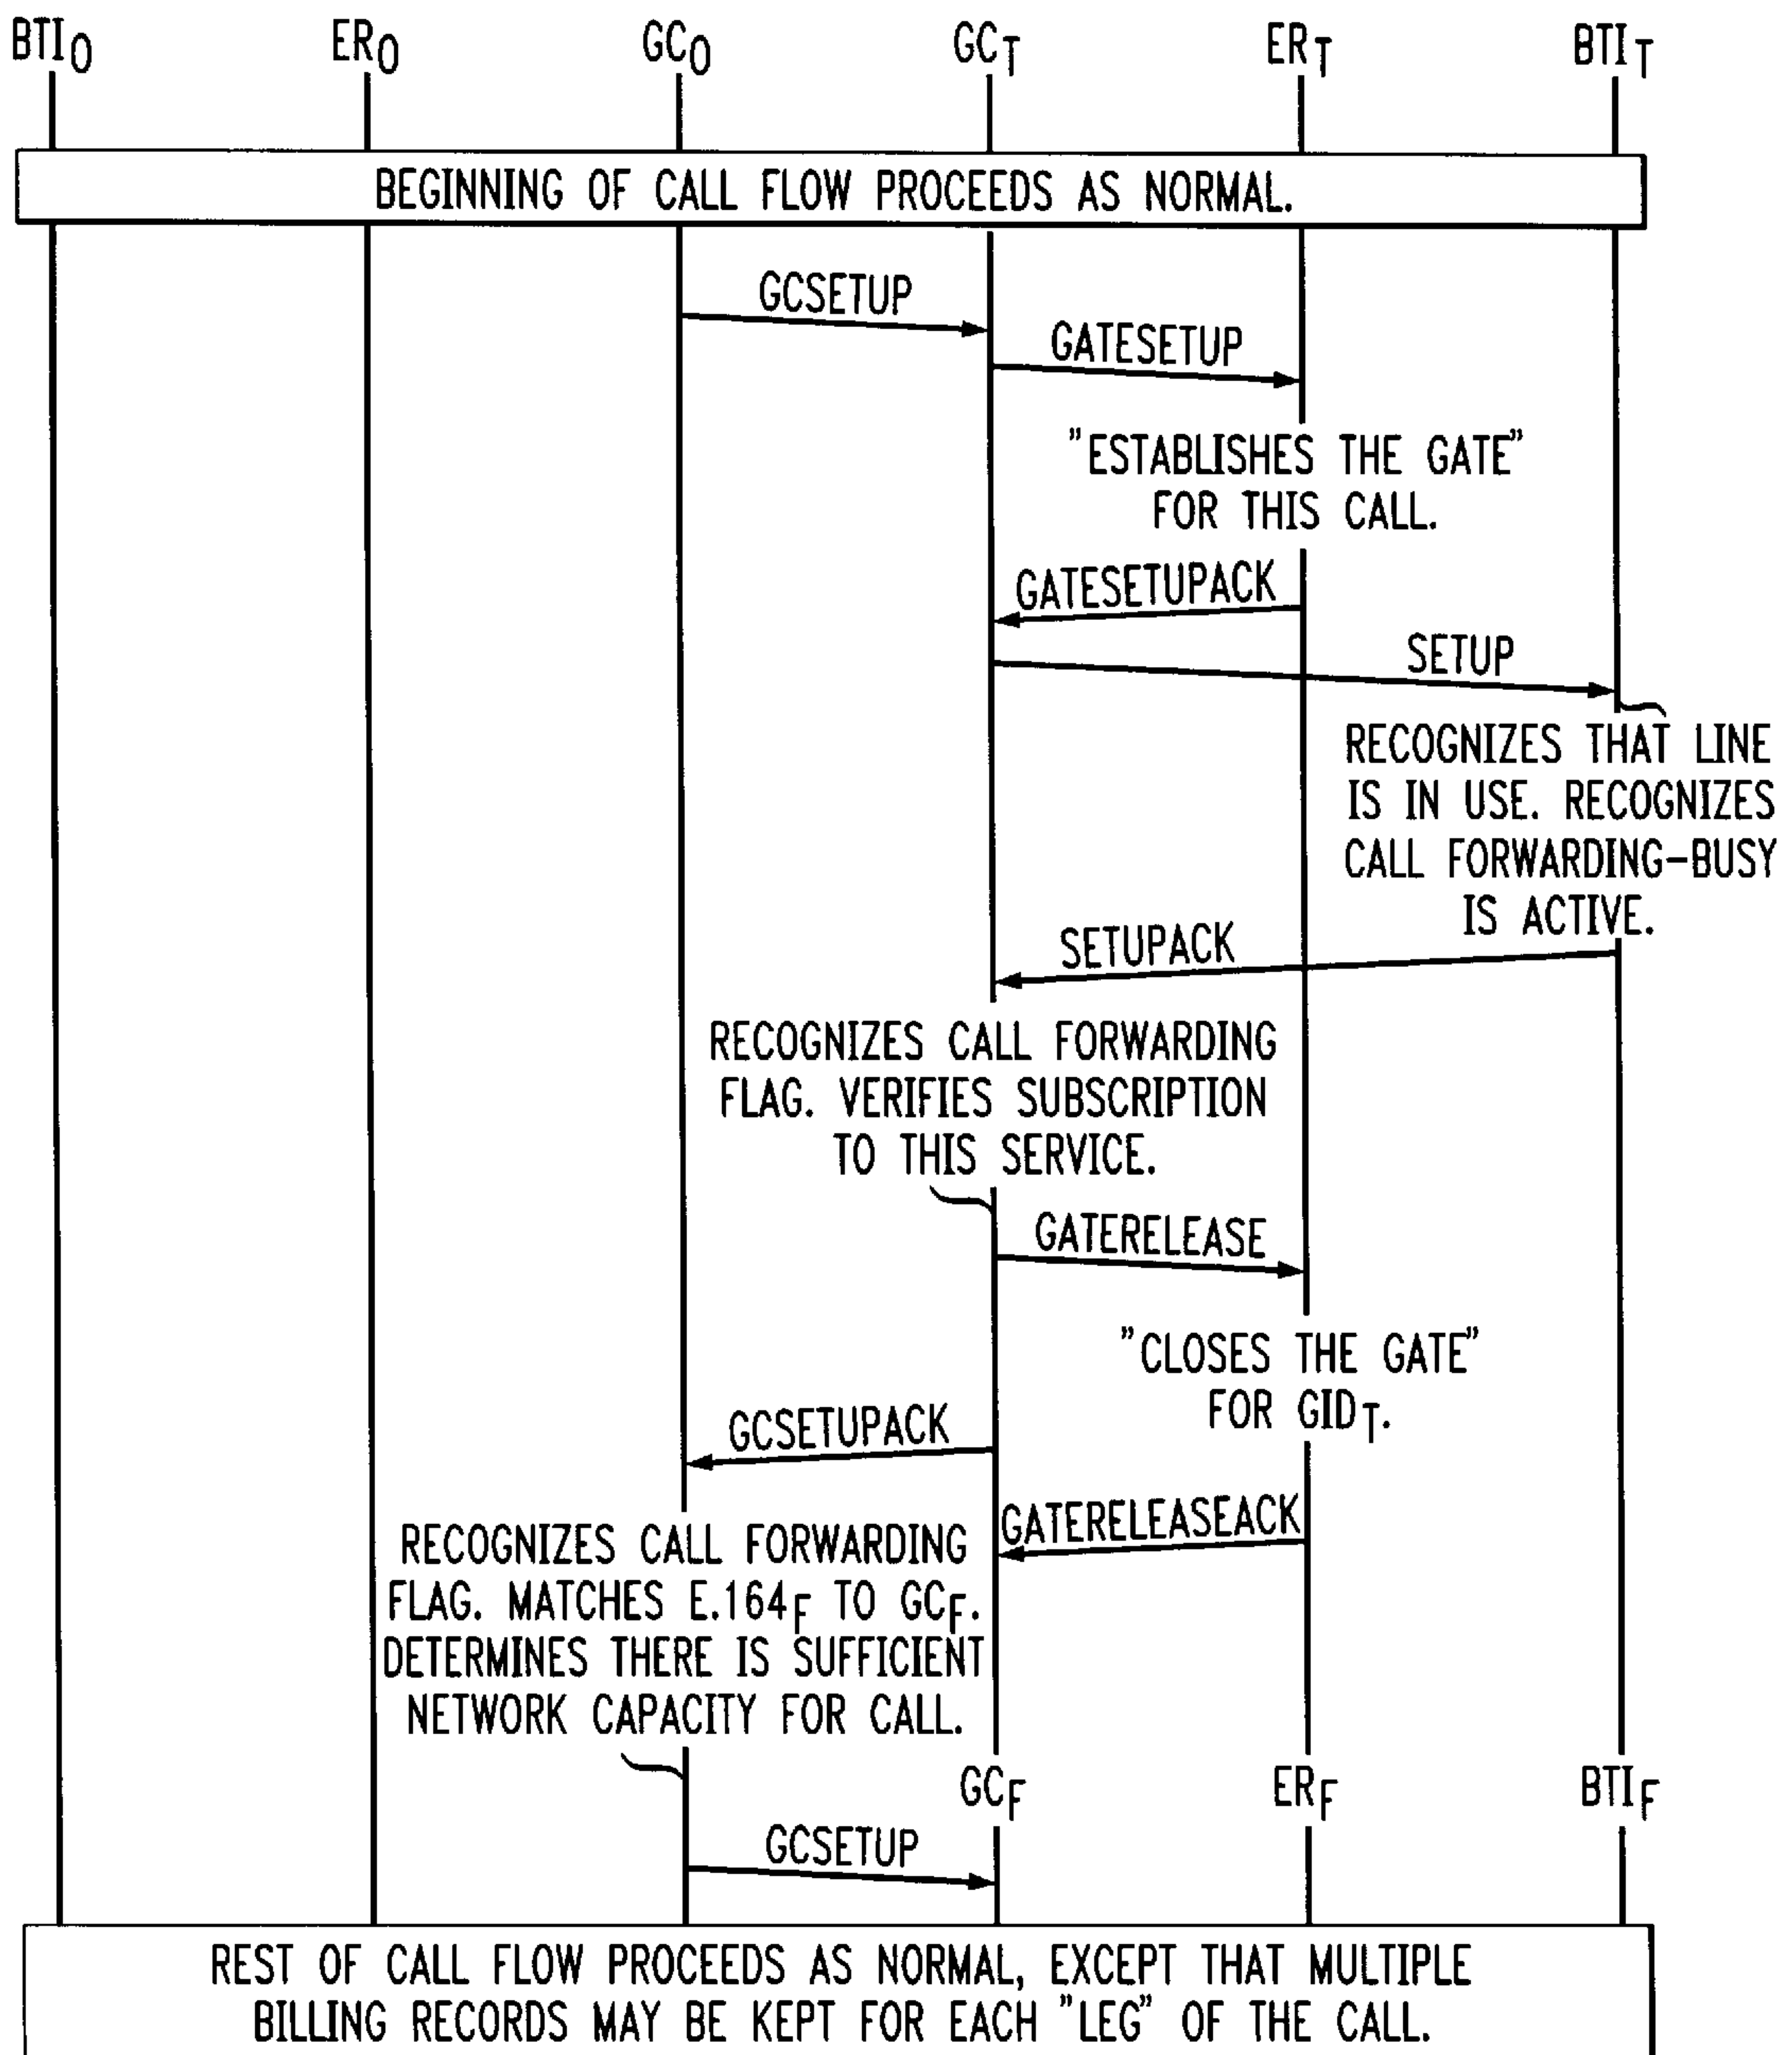 BTIO ERO GCO GCT ERT BTIT
BEGINNING OF CALL FLOW PROCEEDS AS NORMAL.
GCSETUP
GATESETUP
"ESTABLISHES THE GATE"
FOR THIS CALL.
GATESETUPACK
SETUP
RECOGNIZES THAT LINE
IS IN USE. RECOGNIZES
CALL FORWARDING-BUSY
IS ACTIVE.
SETUPACK
RECOGNIZES CALL FORWARDING
FLAG. VERIFIES SUBSCRIPTION
TO THIS SERVICE.
GATERELEASE
"CLOSES THE GATE"
FOR GIDT.
GCSETUPACK
GATERELEASEACK
RECOGNIZES CALL FORWARDING
FLAG. MATCHES E.164F TO GCF.
DETERMINES THERE IS SUFFICIENT
NETWORK CAPACITY FOR CALL.
GCF ERF BTIF
GCSETUP
REST OF CALL FLOW PROCEEDS AS NORMAL, EXCEPT THAT MULTIPLE
BILLING RECORDS MAY BE KEPT FOR EACH "LEG" OF THE CALL.